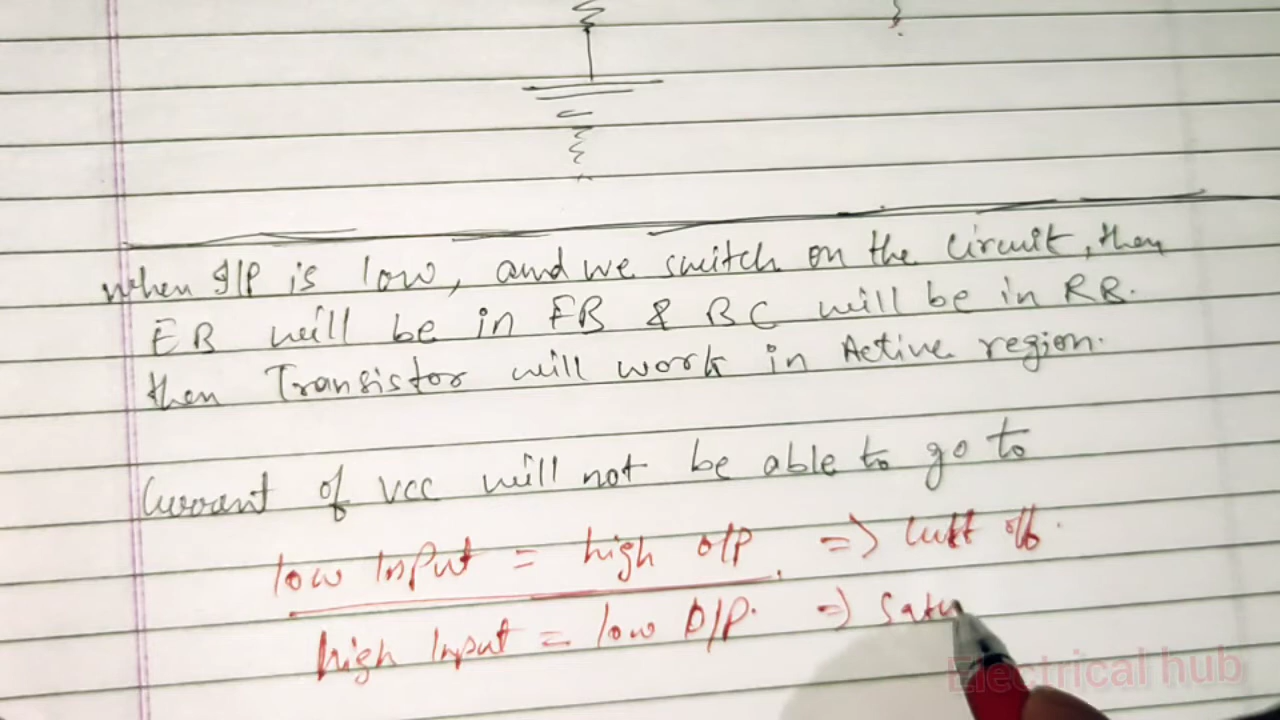 when I/P is low, and we switch on the circuit, then
EB will be in FB & BC will be in RB.
then Transistor will work in Active region.
Current of VCC will not be able to go to
low Input = high O/P => Cutt off.
high Input = low O/P. => Satu
Electrical hub